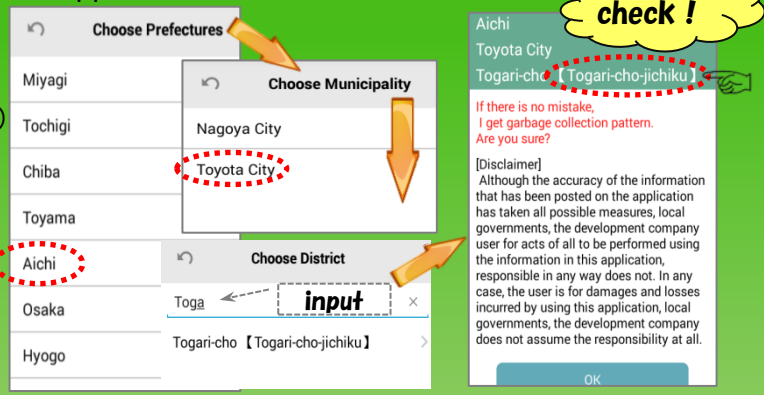 Choose Prefectures
Miyagi
Tochigi
Chiba
Toyama
Aichi
Osaka
Hyogo
Choose Municipality
Nagoya City
Toyota City
Choose District
Toga
input
×
Togari-cho【Togari-cho-jichiku】
check !
Aichi
Toyota City
Togari-cho【Togari-cho-jichiku】
If there is no mistake,
I get garbage collection pattern.
Are you sure?
[Disclaimer]
Although the accuracy of the information
that has been posted on the application
has taken all possible measures, local
governments, the development company
user for acts of all to be performed using
the information in this application,
responsible in any way does not. In any
case, the user is for damages and losses
incurred by using this application, local
governments, the development company
does not assume the responsibility at all.
OK